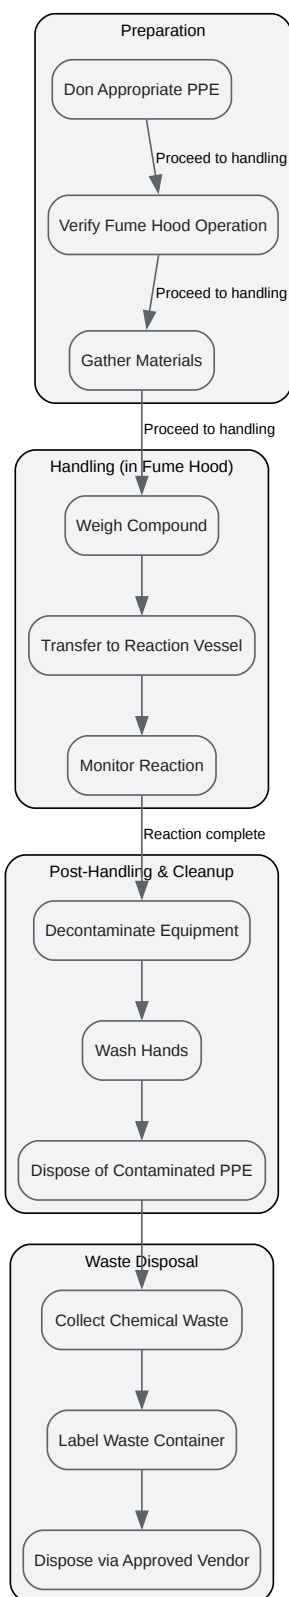 Preparation
Don Appropriate PPE
Proceed to handling
Verify Fume Hood Operation
Proceed to handling
Gather Materials
Proceed to handling
Handling (in Fume Hood)
Weigh Compound
Transfer to Reaction Vessel
Monitor Reaction
Reaction complete
Post-Handling & Cleanup
Decontaminate Equipment
Wash Hands
Dispose of Contaminated PPE
Waste Disposal
Collect Chemical Waste
Label Waste Container
Dispose via Approved Vendor